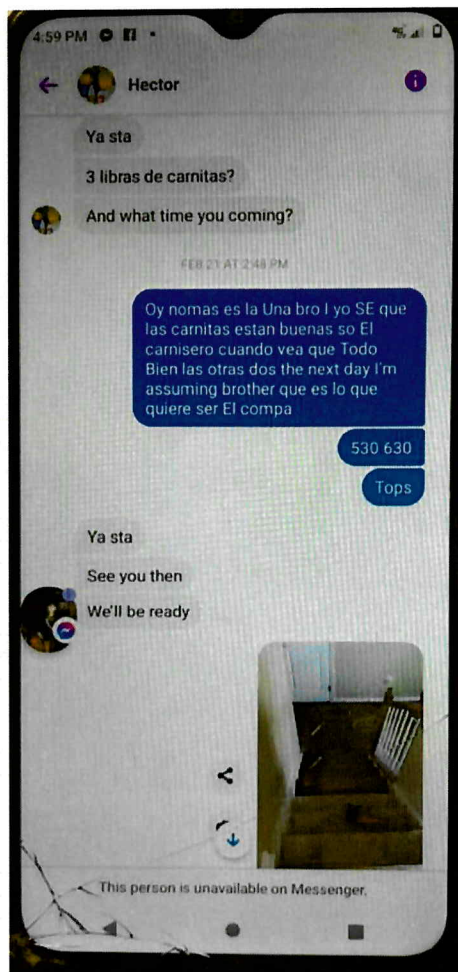 4:59 PM
4G
Hector
Ya sta
3 libras de carnitas?
And what time you coming?
FEB 21 AT 2:48 PM
Oy nomas es la Una bro I yo SE que
las carnitas estan buenas so El
carnisero cuando vea que Todo
Bien las otras dos the next day I'm
assuming brother que es lo que
quiere ser El compa
530 630
Tops
Ya sta
See you then
We'll be ready
This person is unavailable on Messenger.